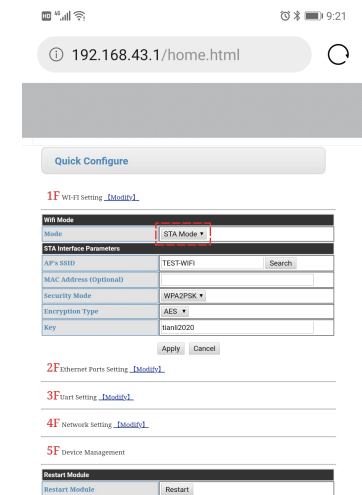 HD 4G 9:21
192.168.43.1/home.html
Quick Configure
1F WI-FI Setting 【Modify】
Wifi Mode
Mode STA Mode
STA Interface Parameters
AP's SSID TEST-WIFI Search
MAC Address (Optional)
Security Mode WPA2PSK
Encryption Type AES
Key tianli2020
Apply Cancel
2F Ethernet Ports Setting 【Modify】
3F Uart Setting 【Modify】
4F Network Setting 【Modify】
5F Device Management
Restart Module
Restart Module Restart